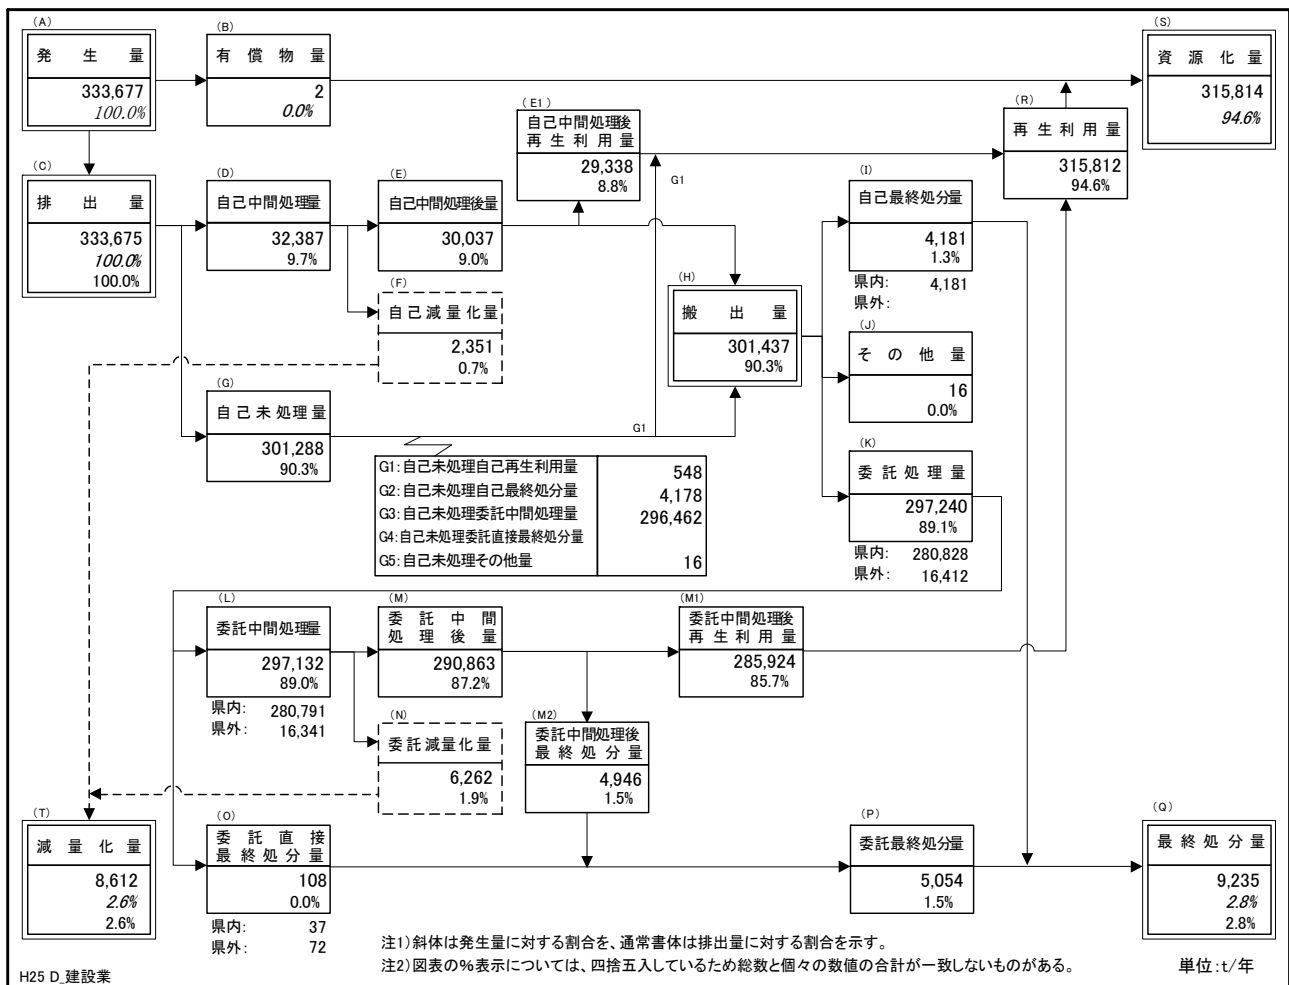 (A)
発生量
333,677
100.0%
(B)
有償物量
2
0.0%
(S)
資源化量
315,814
94.6%
(E1)
自己中間処理後
再生利用量
29,338
8.8%
(R)
再生利用量
315,812
94.6%
(C)
排出量
333,675
100.0%
100.0%
(D)
自己中間処理量
32,387
9.7%
(E)
自己中間処理後量
30,037
9.0%
G1
(I)
自己最終処分量
4,181
1.3%
県内: 4,181
県外:
(F)
自己減量化量
2,351
0.7%
(H)
搬出量
301,437
90.3%
(J)
その他量
16
0.0%
(G)
自己未処理量
301,288
90.3%
G1
G1:自己未処理自己再生利用量 548
G2:自己未処理自己最終処分量 4,178
G3:自己未処理委託中間処理量 296,462
G4:自己未処理委託直接最終処分量
G5:自己未処理その他量 16
(K)
委託処理量
297,240
89.1%
県内: 280,828
県外: 16,412
(L)
委託中間処理量
297,132
89.0%
県内: 280,791
県外: 16,341
(M)
委託中間
処理後量
290,863
87.2%
(M1)
委託中間処理後
再生利用量
285,924
85.7%
(N)
委託減量化量
6,262
1.9%
(M2)
委託中間処理後
最終処分量
4,946
1.5%
(T)
減量化量
8,612
2.6%
2.6%
(O)
委託直接
最終処分量
108
0.0%
県内: 37
県外: 72
(P)
委託最終処分量
5,054
1.5%
(Q)
最終処分量
9,235
2.8%
2.8%
注1)斜体は発生量に対する割合を、通常書体は排出量に対する割合を示す。
注2)図表の%表示については、四捨五入しているため総数と個々の数値の合計が一致しないものがある。
単位:t/年
H25 D_建設業